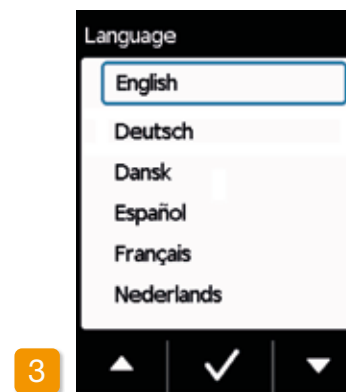 Language
English
Deutsch
Dansk
Español
Français
Nederlands
3